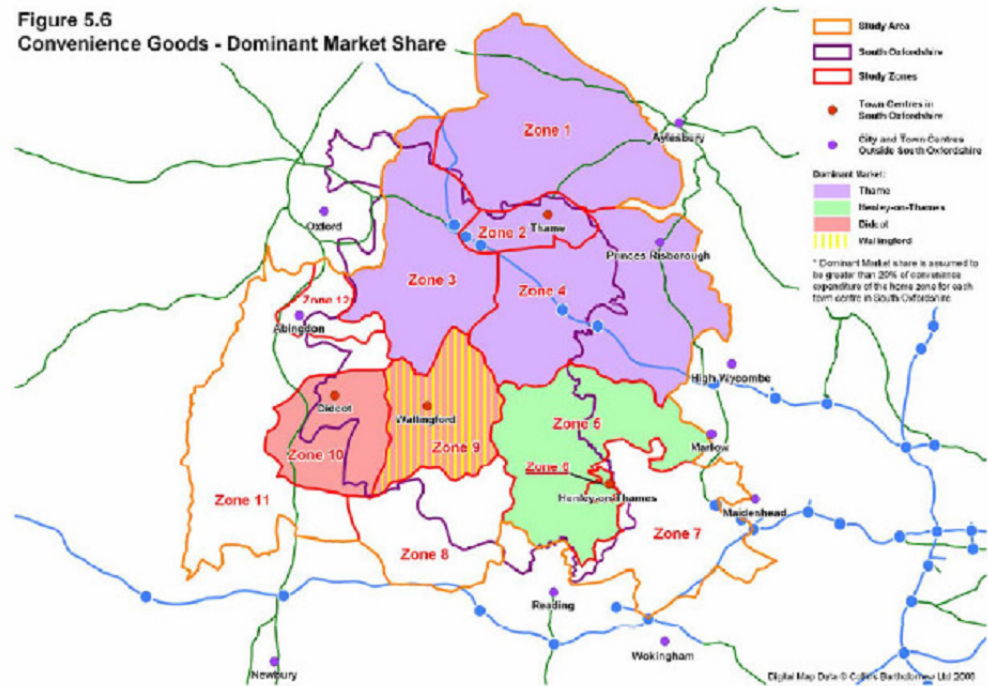 Figure 5.6
Convenience Goods - Dominant Market Share
Study Area
South Oxfordshire
Study Zones
Town Centres in
South Oxfordshire
City and Town Centres
Outside South Oxfordshire
Dominant Market:
Thame
Henley-on-Thames
Didcot
Wallingford
* Dominant Market share is assumed to
be greater than 20% of convenience
expenditure of the home zone for each
town centre in South Oxfordshire
Zone 1
Aylesbury
Oxford
Zone 2
Thame
Princes Risborough
Zone 3
Zone 4
Zone 12
Abingdon
High Wycombe
Didcot
Wallingford
Zone 5
Marlow
Zone 10
Zone 9
Zone 6
Henley-on-Thames
Zone 11
Maidenhead
Zone 8
Zone 7
Reading
Wokingham
Newbury
Digital Map Data © Collins Bartholomew Ltd 2008